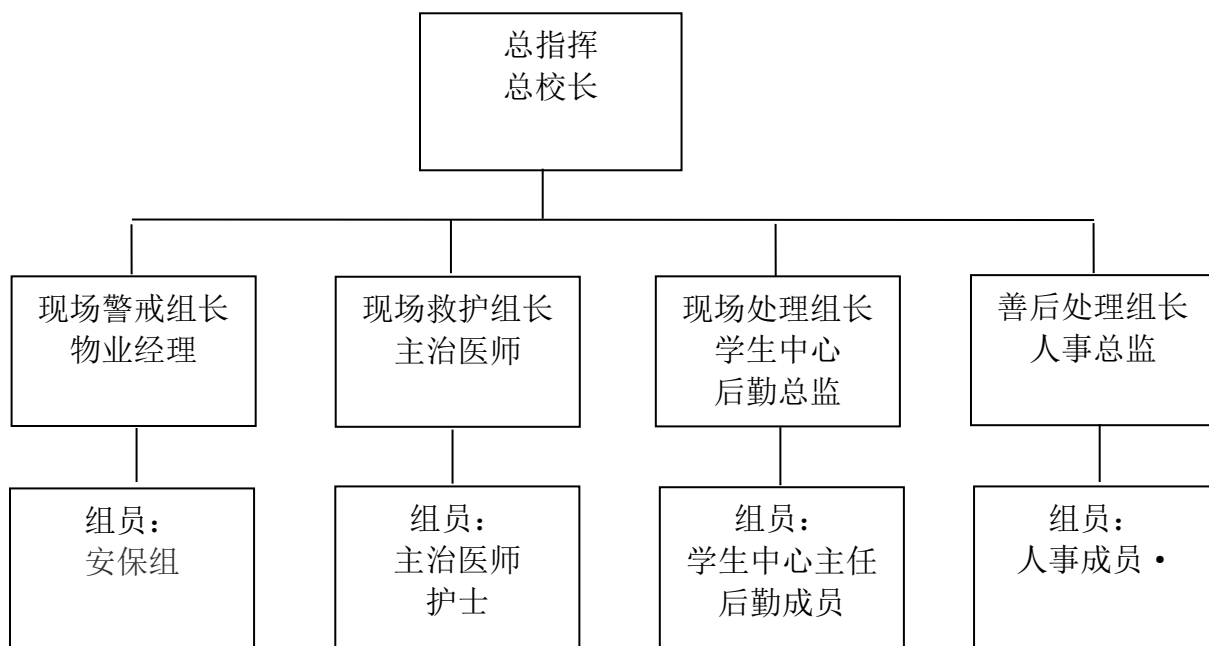 总指挥
总校长
现场警戒组长
物业经理
现场救护组长
主治医师
现场处理组长
学生中心
后勤总监
善后处理组长
人事总监
组员：
安保组
组员：
主治医师
护士
组员：
学生中心主任
后勤成员
组员：
人事成员·